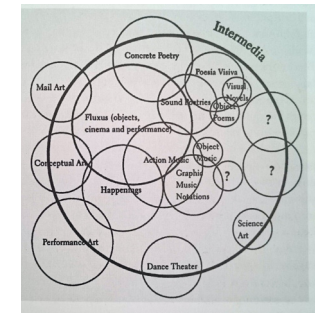 Intermedia
Concrete Poetry
Poesia Visiva
Mail Art
Visual
Novels
Sound Poetries
Object
Poems
Fluxus (objects,
cinema and performance)
?
Object
Music
Conceptual Art
Action Music
?
Graphic
Music
Notations
?
Happenings
Science
Art
Performance Art
Dance Theater